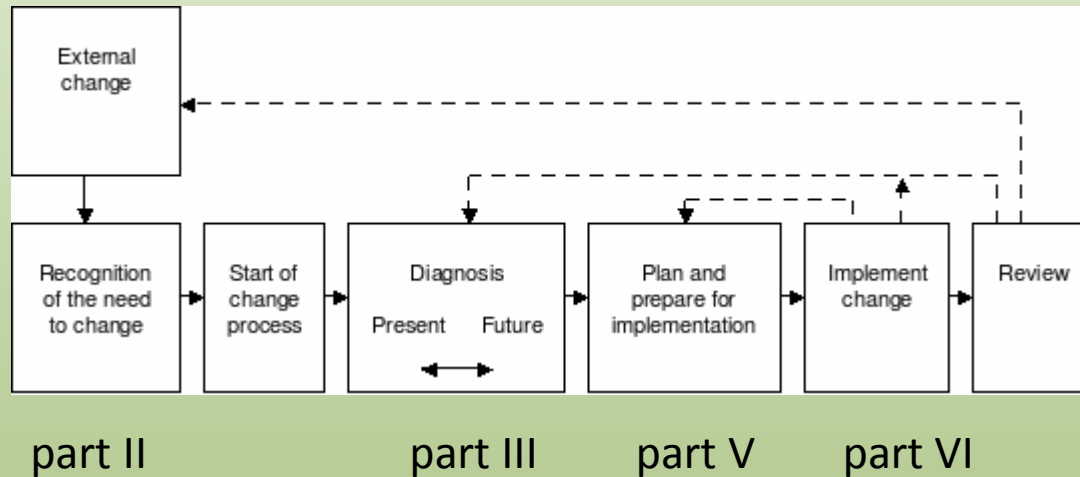 External
change
Recognition
of the need
to change
Start of
change
process
Diagnosis
Present Future
Plan and
prepare for
implementation
Implement
change
Review
part II
part III
part V
part VI